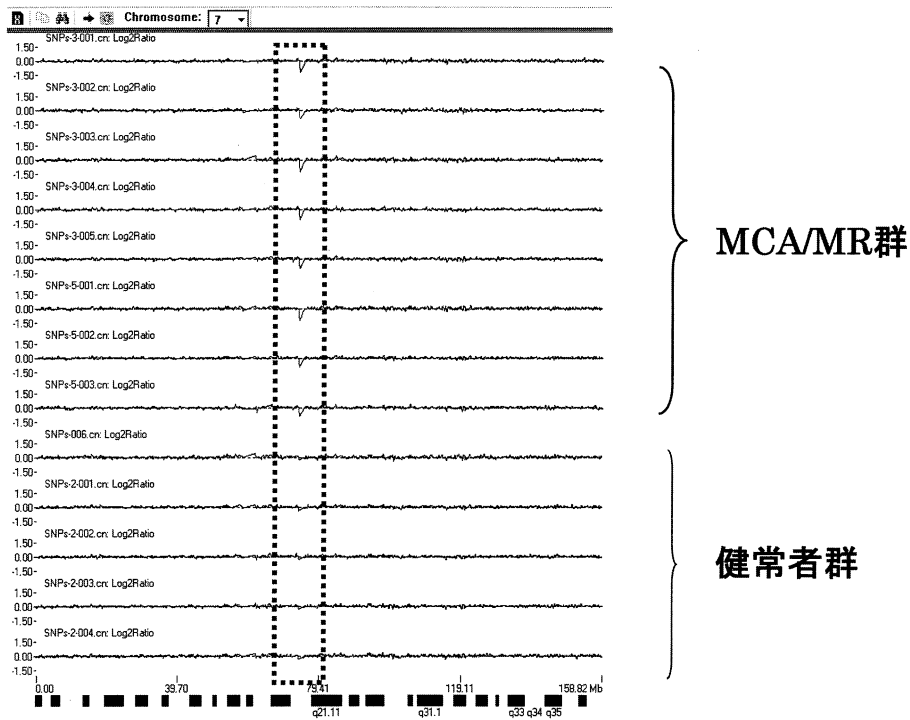 Chromosome: 7
SNPs-3-001.cn: Log2Ratio
1.50-
0.00
-1.50-
SNPs-3-002.cn: Log2Ratio
1.50-
0.00
-1.50-
SNPs-3-003.cn: Log2Ratio
1.50-
0.00
-1.50-
SNPs-3-004.cn: Log2Ratio
1.50-
0.00
-1.50-
SNPs-3-005.cn: Log2Ratio
1.50-
0.00
-1.50-
SNPs-5-001.cn: Log2Ratio
1.50-
0.00
-1.50-
SNPs-5-002.cn: Log2Ratio
1.50-
0.00
-1.50-
SNPs-5-003.cn: Log2Ratio
1.50-
0.00
-1.50-
SNPs-006.cn: Log2Ratio
1.50-
0.00
-1.50-
SNPs-2-001.cn: Log2Ratio
1.50-
0.00
-1.50-
SNPs-2-002.cn: Log2Ratio
1.50-
0.00
-1.50-
SNPs-2-003.cn: Log2Ratio
1.50-
0.00
-1.50-
SNPs-2-004.cn: Log2Ratio
1.50-
0.00
-1.50-
0.00 39.70 79.41 119.11 158.82 Mb
q21.11 q31.1 q33 q34 q35
MCA/MR群
健常者群